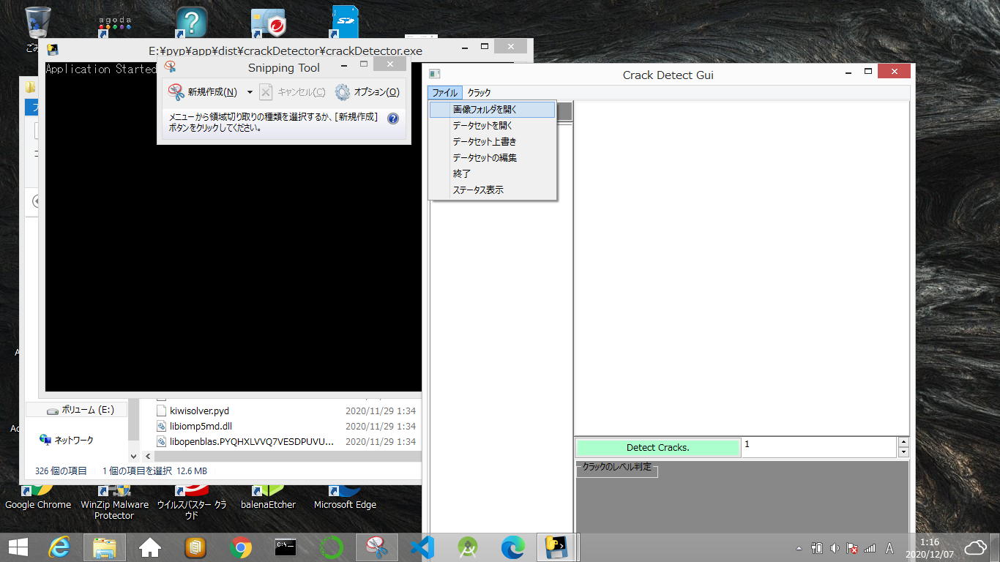 agoda
ごみ
E:¥pyp¥app¥dist¥crackDetector¥crackDetector.exe
Application Started
Snipping Tool
新規作成(N)
キャンセル(C)
オプション(O)
メニューから領域切り取りの種類を選択するか、[新規作成]
ボタンをクリックしてください。
Crack Detect Gui
ファイル
クラック
画像フォルダを開く
データセットを開く
データセット上書き
データセットの編集
終了
ステータス表示
Detect Cracks.
1
クラックのレベル判定
ボリューム (E:)
ネットワーク
kiwisolver.pyd
2020/11/29 1:34
libiomp5md.dll
2020/11/29 1:34
libopenblas.PYQHXLVVQ7VESDPUVU...
2020/11/29 1:34
326 個の項目
1 個の項目を選択 12.6 MB
Google Chrome
WinZip Malware
Protector
ウイルスバスター クラ
ウド
balenaEtcher
Microsoft Edge
A
1:16
2020/12/07